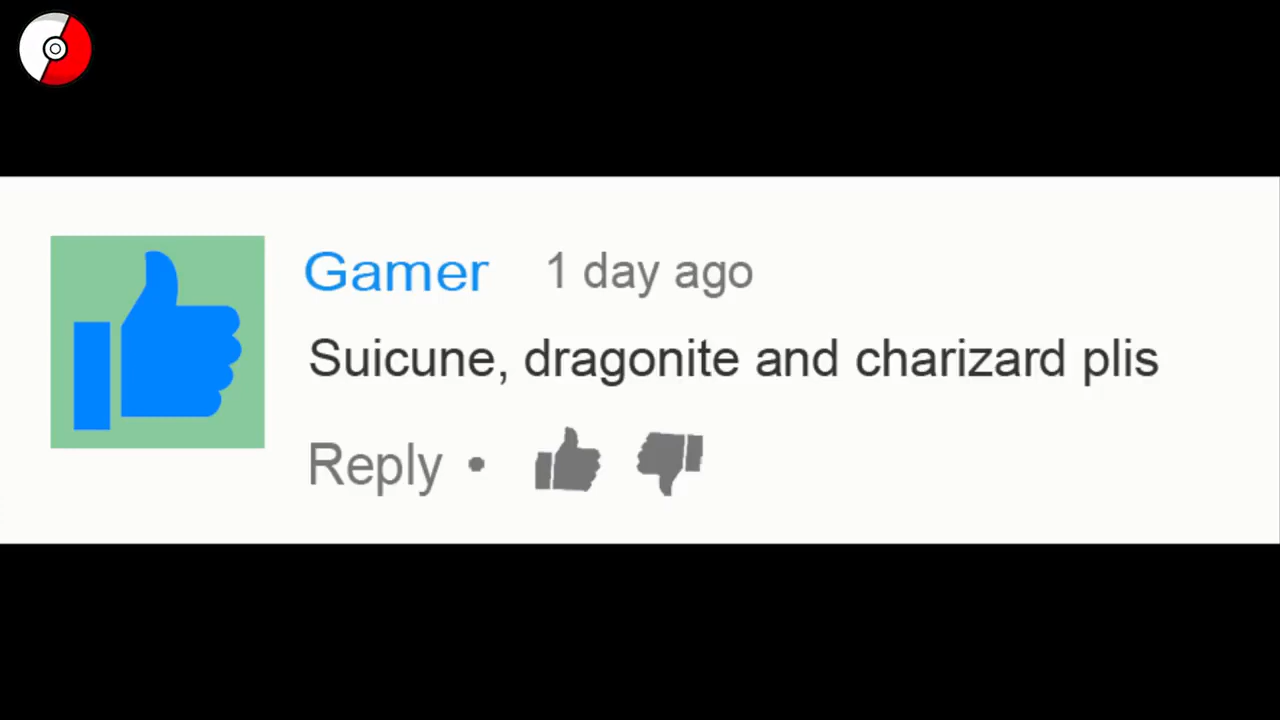 Gamer 1 day ago
Suicune, dragonite and charizard plis
Reply •